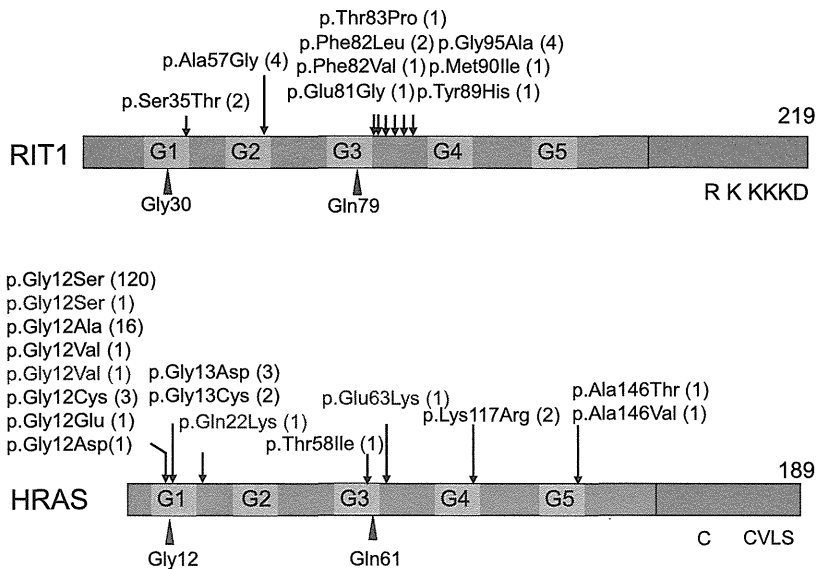 p.Thr83Pro (1)
p.Phe82Leu (2) p.Gly95Ala (4)
p.Ala57Gly (4)
p.Phe82Val (1) p.Met90Ile (1)
p.Ser35Thr (2)
p.Glu81Gly (1) p.Tyr89His (1)
219
RIT1
G1 G2 G3 G4 G5
R K KKKD
Gly30 Gln79
p.Gly12Ser (120)
p.Gly12Ser (1)
p.Gly12Ala (16)
p.Gly12Val (1)
p.Gly12Val (1)
p.Gly12Cys (3)
p.Gly12Glu (1)
p.Gly12Asp(1)
p.Gly13Asp (3)
p.Gly13Cys (2)
p.Gln22Lys (1)
p.Thr58Ile (1)
p.Glu63Lys (1)
p.Lys117Arg (2)
p.Ala146Thr (1)
p.Ala146Val (1)
189
HRAS
G1 G2 G3 G4 G5
C CVLS
Gly12 Gln61